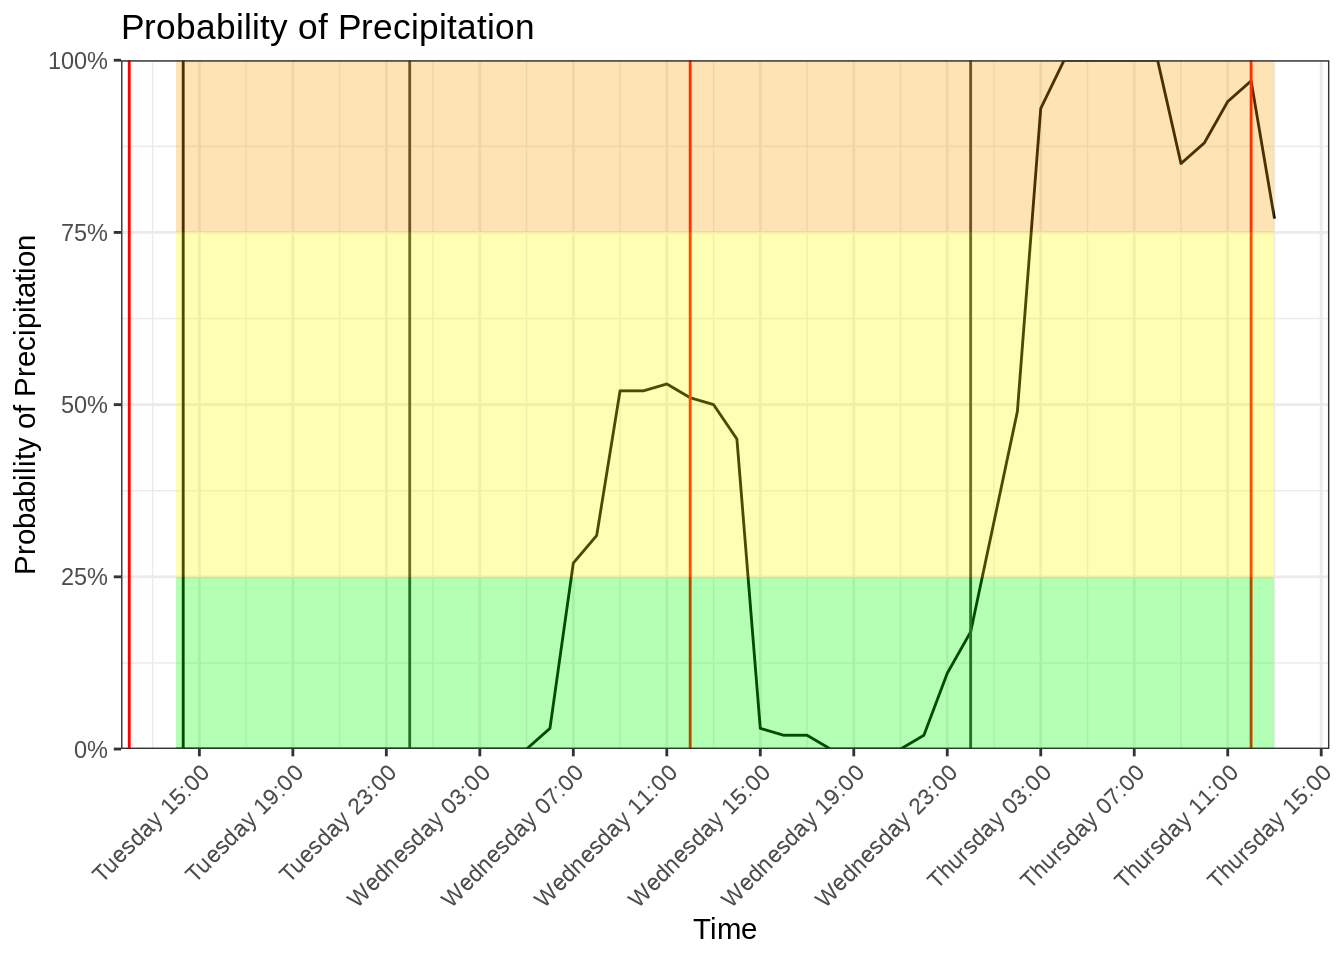 Probability of Precipitation
Probability of Precipitation
100%
75%
50%
25%
0%
Tuesday 15:00
Tuesday 19:00
Tuesday 23:00
Wednesday 03:00
Wednesday 07:00
Wednesday 11:00
Wednesday 15:00
Wednesday 19:00
Wednesday 23:00
Thursday 03:00
Thursday 07:00
Thursday 11:00
Thursday 15:00
Time